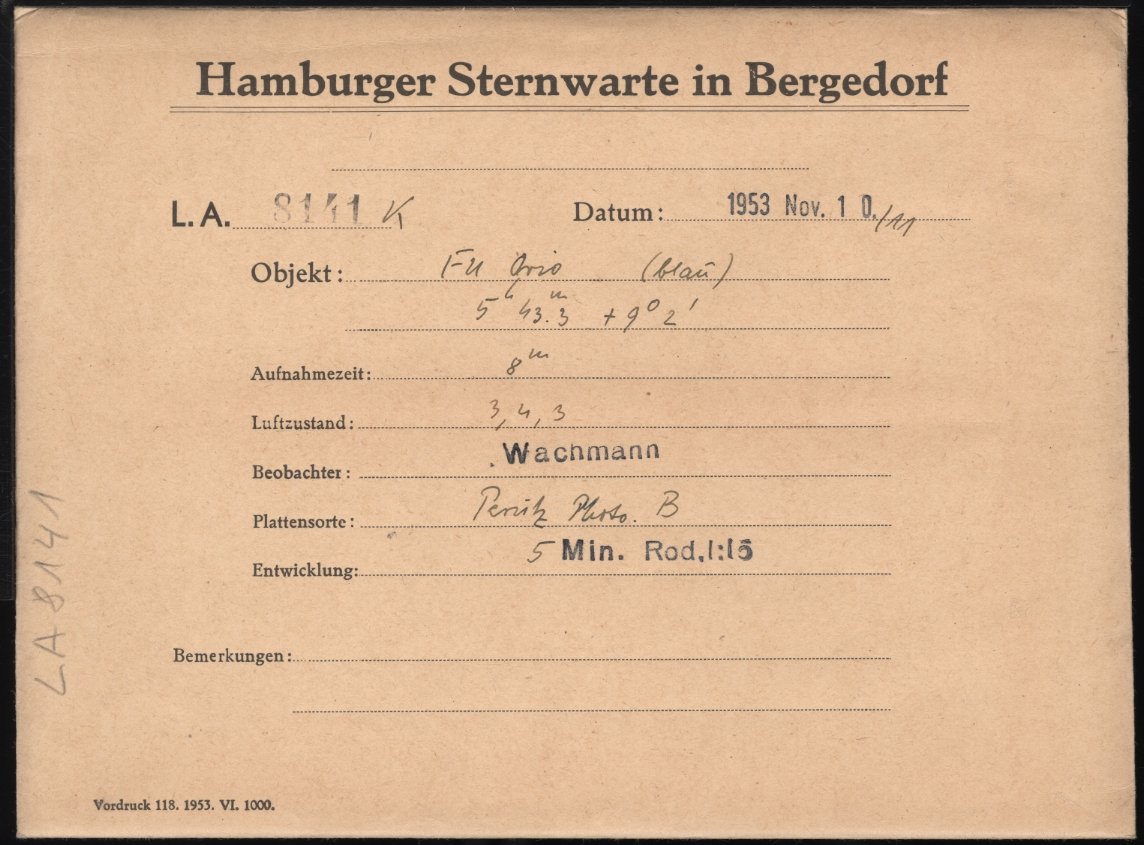 Hamburger Sternwarte in Bergedorf
L. A. 8141 K Datum: 1953 Nov. 10./11
Objekt: FU Orio (blau)
5h 43.m3 + 9° 2'
Aufnahmezeit: 8m
Luftzustand: 3, 4, 3
Beobachter: Wachmann
Plattensorte: Perutz Photo. B
Entwicklung: 5 Min. Rod, 1:15
Bemerkungen:
Vordruck 118. 1953. VI. 1000.
LA 8141